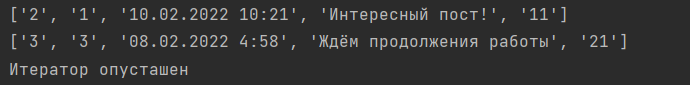 ['2', '1', '10.02.2022 10:21', 'Интересный пост!', '11']
['3', '3', '08.02.2022 4:58', 'Ждём продолжения работы', '21']
Итератор опусташен